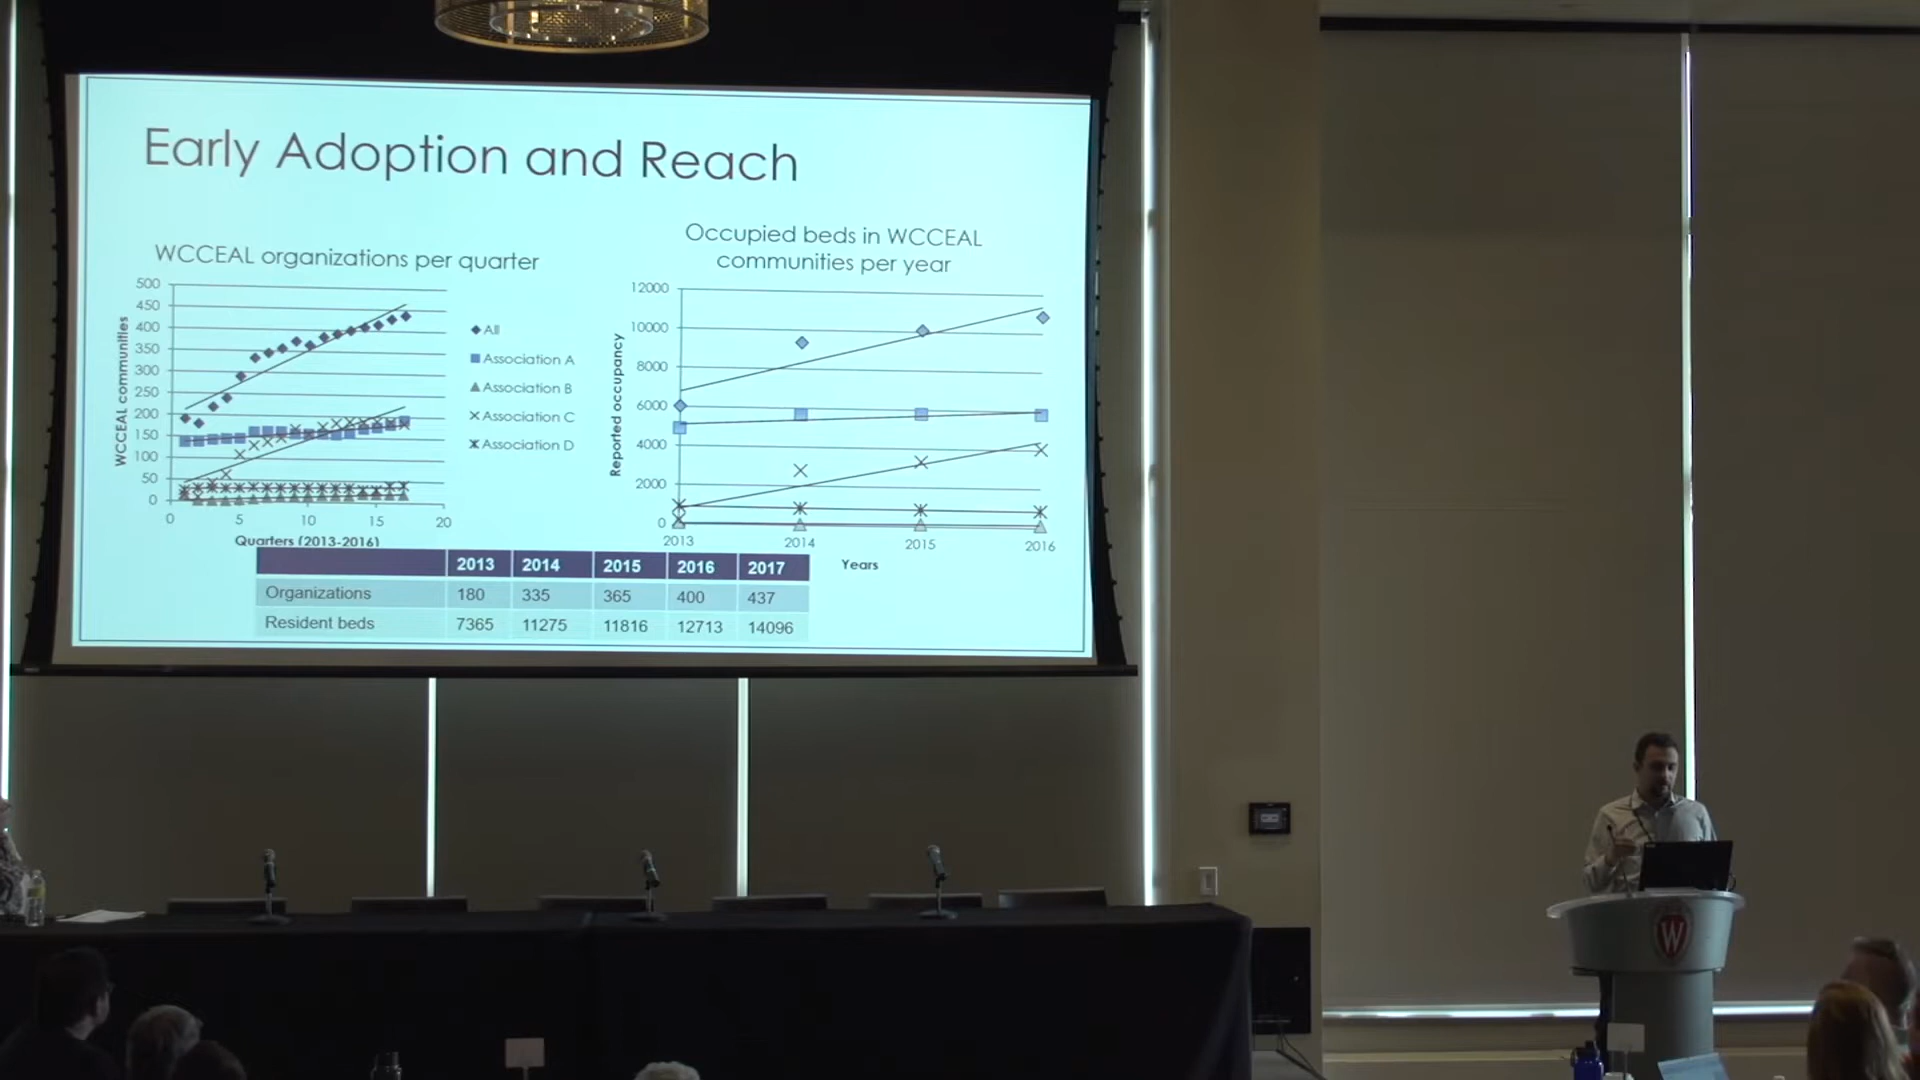 Early Adoption and Reach
WCCEAL organizations per quarter
500
450
400
350
300
250
200
150
100
50
0
WCCEAL communities
0 5 10 15 20
Quarters (2013-2016)
All
Association A
Association B
Association C
Association D
Occupied beds in WCCEAL
communities per year
12000
10000
8000
6000
4000
2000
0
Reported occupancy
2013 2014 2015 2016
Years
2013 2014 2015 2016 2017
Organizations 180 335 365 400 437
Resident beds 7365 11275 11816 12713 14096
W